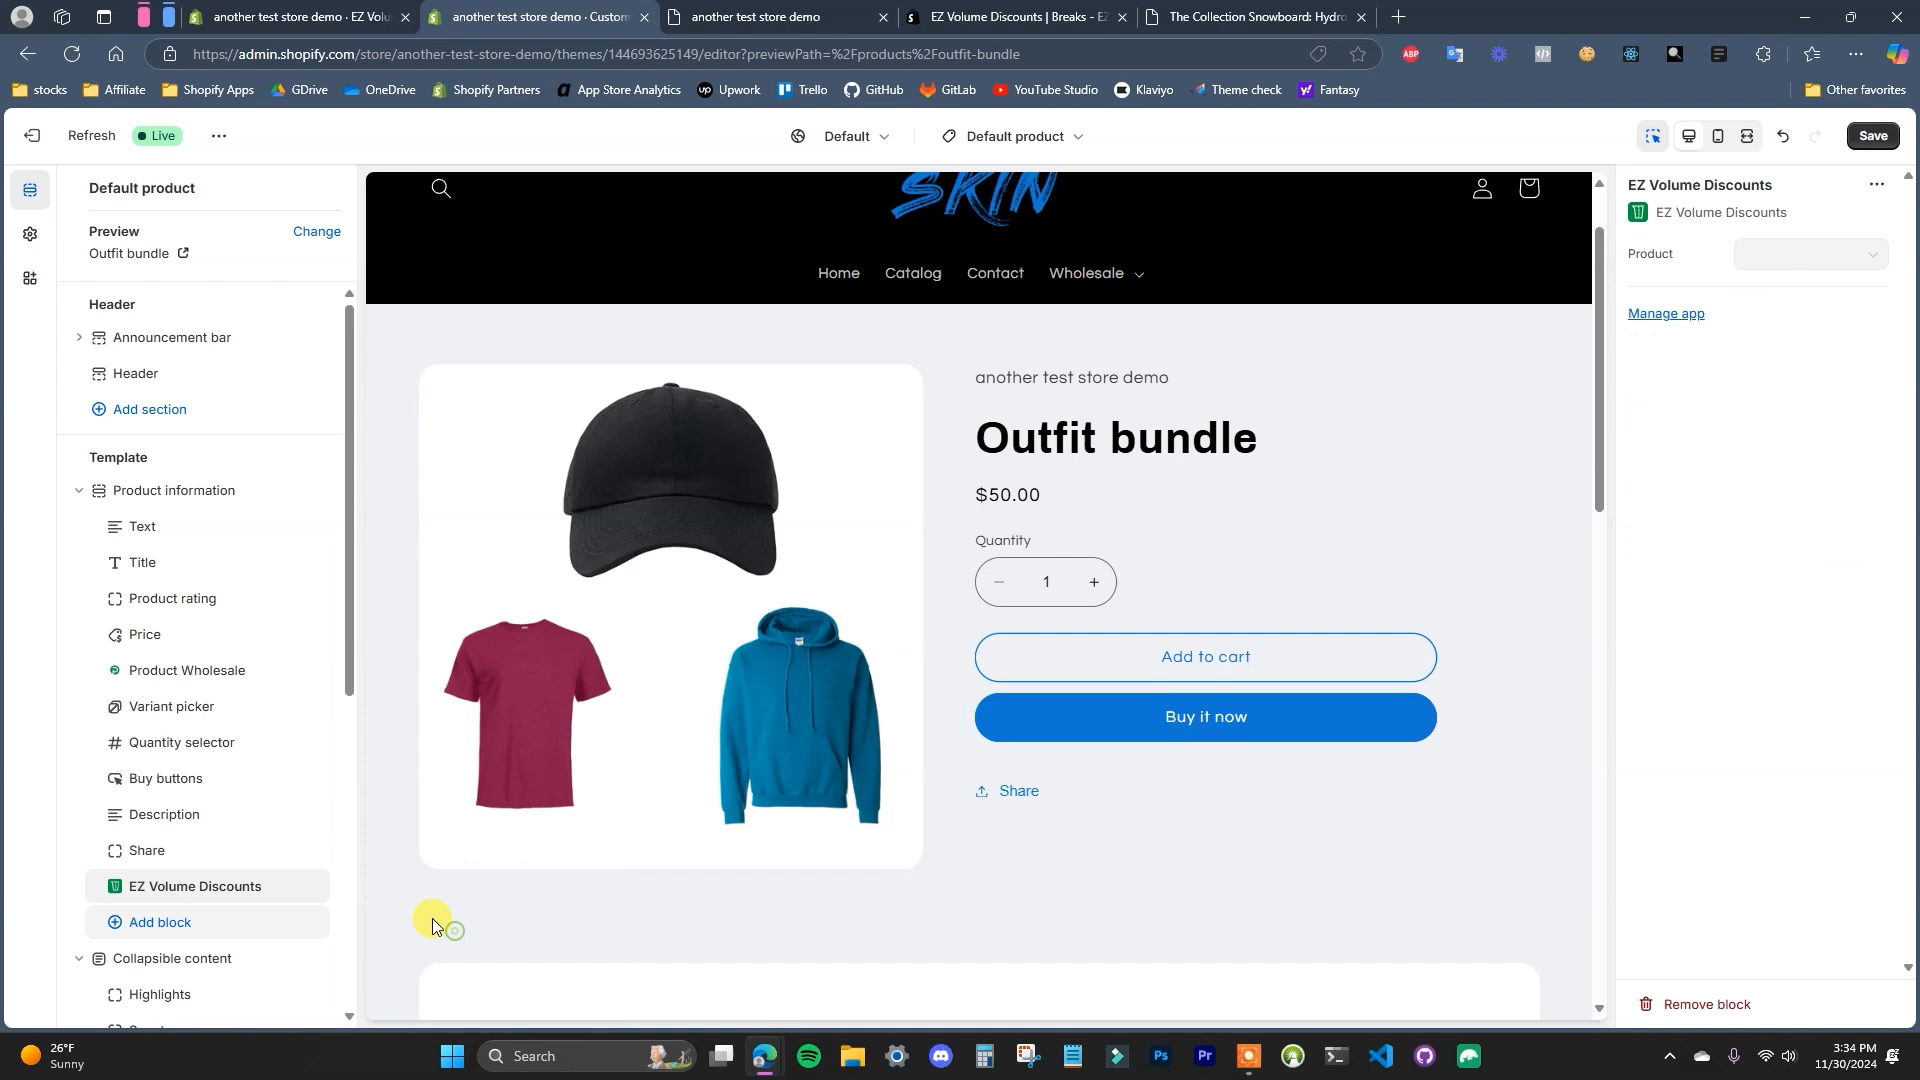 another test store demo · EZ Volu
another test store demo · Custom
another test store demo
EZ Volume Discounts | Breaks - EZ
The Collection Snowboard: Hydro
https://admin.shopify.com/store/another-test-store-demo/themes/144693625149/editor?previewPath=%2Fproducts%2Foutfit-bundle
ABP
stocks
Affiliate
Shopify Apps
GDrive
OneDrive
Shopify Partners
App Store Analytics
Upwork
Trello
GitHub
GitLab
YouTube Studio
Klaviyo
Theme check
Fantasy
Other favorites
Refresh
Live
Default
Default product
Save
Default product
Preview
Change
Outfit bundle
Header
Announcement bar
Header
Add section
Template
Product information
Text
Title
Product rating
Price
Product Wholesale
Variant picker
Quantity selector
Buy buttons
Description
Share
EZ Volume Discounts
Add block
Collapsible content
Highlights
SKIN
Home
Catalog
Contact
Wholesale
another test store demo
Outfit bundle
$50.00
Quantity
− 1 +
Add to cart
Buy it now
Share
EZ Volume Discounts
EZ Volume Discounts
Product
Manage app
Remove block
26°F
Sunny
Search
Ps
Pr
3:34 PM
11/30/2024